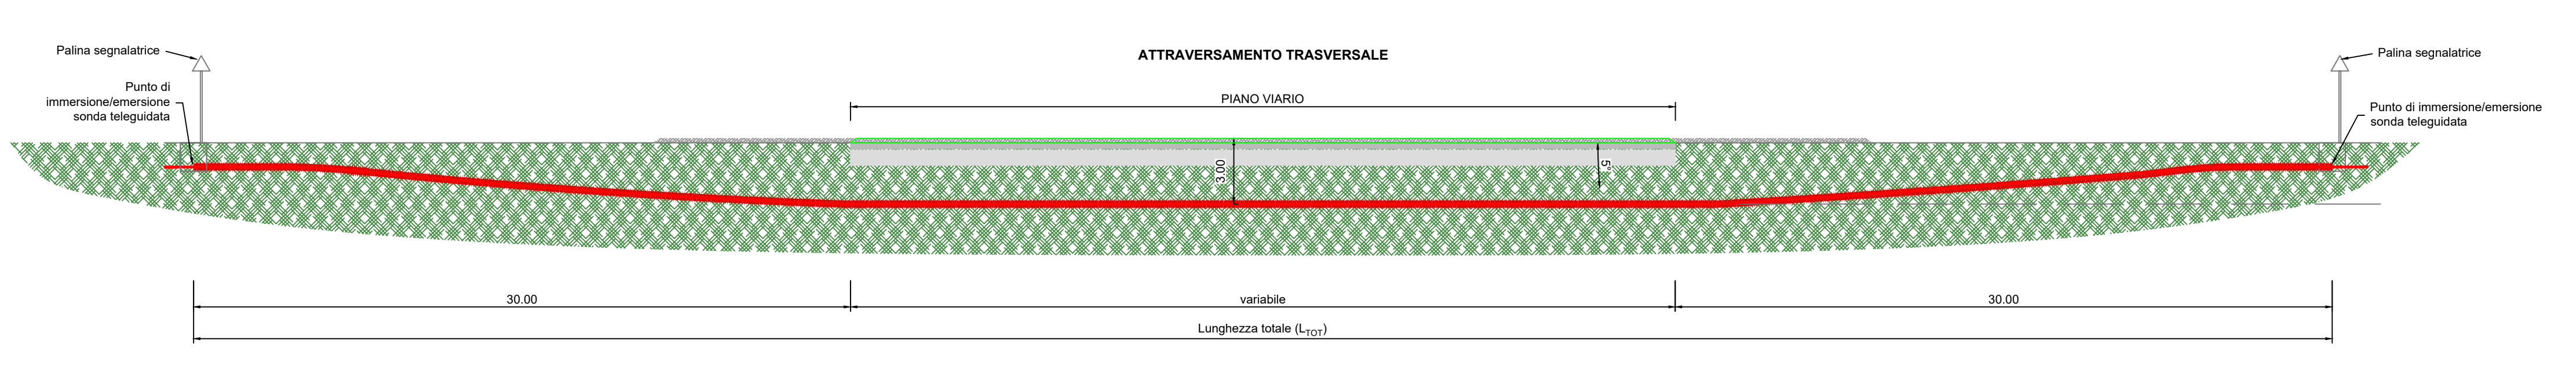 ATTRAVERSAMENTO TRASVERSALE
Palina segnalatrice
Palina segnalatrice
Punto di
immersione/emersione
sonda teleguidata
PIANO VIARIO
Punto di immersione/emersione
sonda teleguidata
3.00
5°
30.00
variabile
30.00
Lunghezza totale (LTOT)